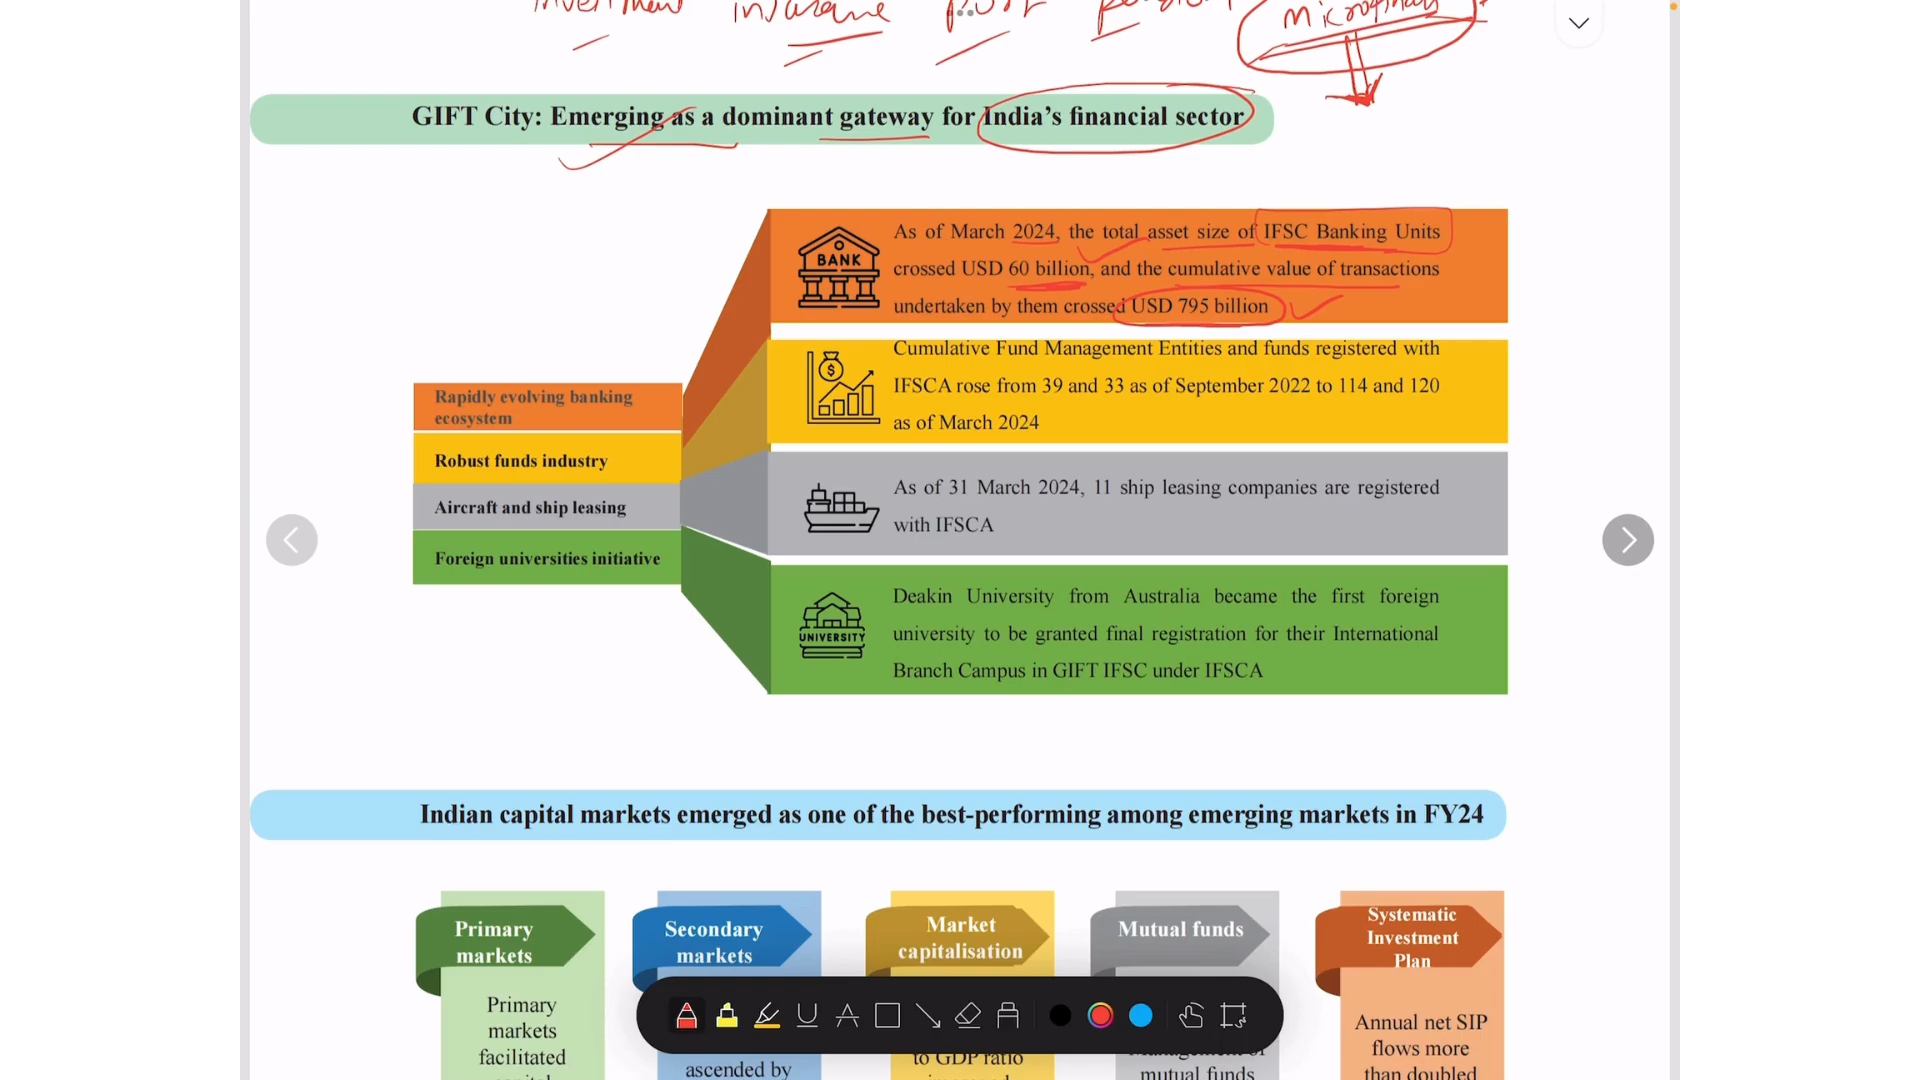 GIFT City: Emerging as a dominant gateway for India's financial sector
BANK
As of March 2024, the total asset size of IFSC Banking Units
crossed USD 60 billion, and the cumulative value of transactions
undertaken by them crossed USD 795 billion
Cumulative Fund Management Entities and funds registered with
IFSCA rose from 39 and 33 as of September 2022 to 114 and 120
as of March 2024
Rapidly evolving banking
ecosystem
Robust funds industry
Aircraft and ship leasing
Foreign universities initiative
As of 31 March 2024, 11 ship leasing companies are registered
with IFSCA
UNIVERSITY
Deakin University from Australia became the first foreign
university to be granted final registration for their International
Branch Campus in GIFT IFSC under IFSCA
Indian capital markets emerged as one of the best-performing among emerging markets in FY24
Primary
markets
Primary
markets
facilitated
Secondary
markets
ascended by
Market
capitalisation
to GDP ratio
Mutual funds
mutual funds
Systematic
Investment
Plan
Annual net SIP
flows more
than doubled